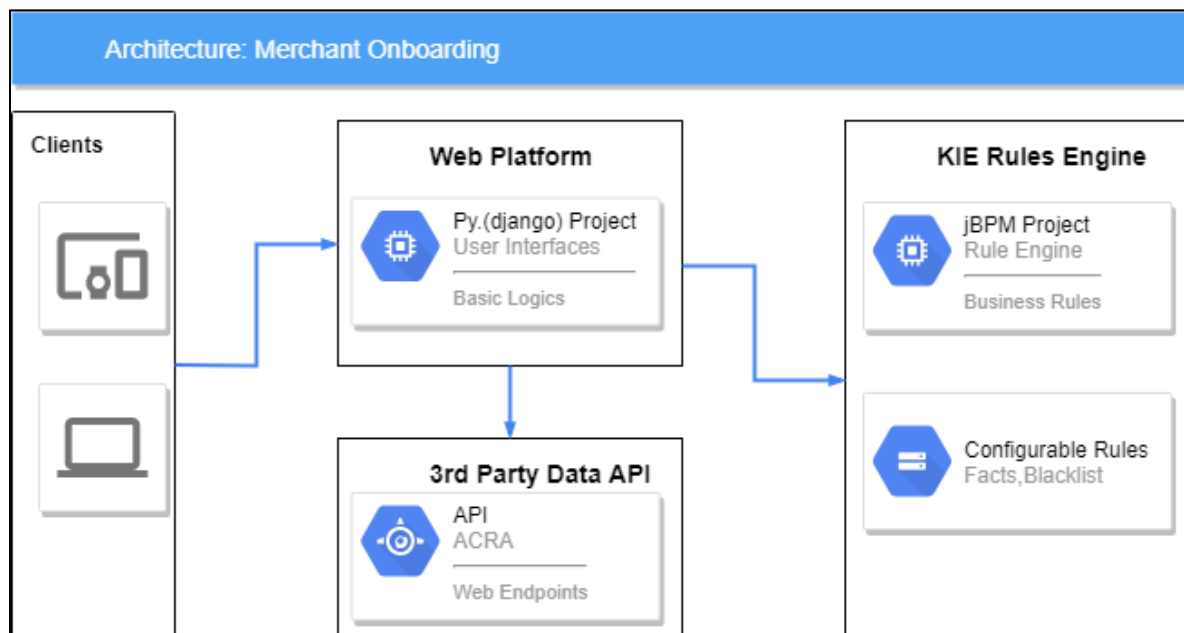 Architecture: Merchant Onboarding
Clients
Web Platform
Py.(django) Project
User Interfaces
Basic Logics
3rd Party Data API
API
ACRA
Web Endpoints
KIE Rules Engine
jBPM Project
Rule Engine
Business Rules
Configurable Rules
Facts,Blacklist